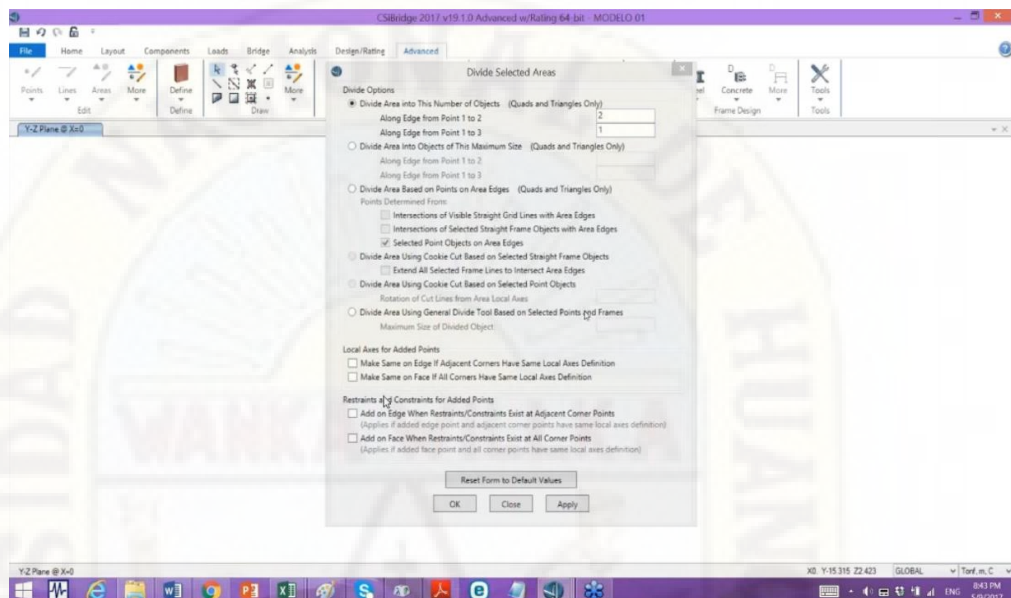 CSiBridge 2017 v19.1.0 Advanced w/Rating 64-bit - MODELO 01
File Home Layout Components Loads Bridge Analysis Design/Rating Advanced
Points Lines Areas More Define More Concrete More Tools
Edit Define Draw Frame Design Tools
Y-Z Plane @ X=0
Divide Selected Areas
Divide Options
Divide Area into This Number of Objects (Quads and Triangles Only)
Along Edge from Point 1 to 2 2
Along Edge from Point 1 to 3 1
Divide Area Into Objects of This Maximum Size (Quads and Triangles Only)
Along Edge from Point 1 to 2
Along Edge from Point 1 to 3
Divide Area Based on Points on Area Edges (Quads and Triangles Only)
Points Determined From:
Intersections of Visible Straight Grid Lines with Area Edges
Intersections of Selected Straight Frame Objects with Area Edges
Selected Point Objects on Area Edges
Divide Area Using Cookie Cut Based on Selected Straight Frame Objects
Extend All Selected Frame Lines to Intersect Area Edges
Divide Area Using Cookie Cut Based on Selected Point Objects
Rotation of Cut Lines from Area Local Axes
Divide Area Using General Divide Tool Based on Selected Points and Frames
Maximum Size of Divided Object
Local Axes for Added Points
Make Same on Edge If Adjacent Corners Have Same Local Axes Definition
Make Same on Face If All Corners Have Same Local Axes Definition
Restraints and Constraints for Added Points
Add on Edge When Restraints/Constraints Exist at Adjacent Corner Points
(Applies if added edge point and adjacent corner points have same local axes definition)
Add on Face When Restraints/Constraints Exist at All Corner Points
(Applies if added face point and all corner points have same local axes definition)
Reset Form to Default Values
OK Close Apply
Y-Z Plane @ X=0 X0. Y-15.315 Z2.423 GLOBAL Tonf, m, C
ENG 8:43 PM
5/9/2017